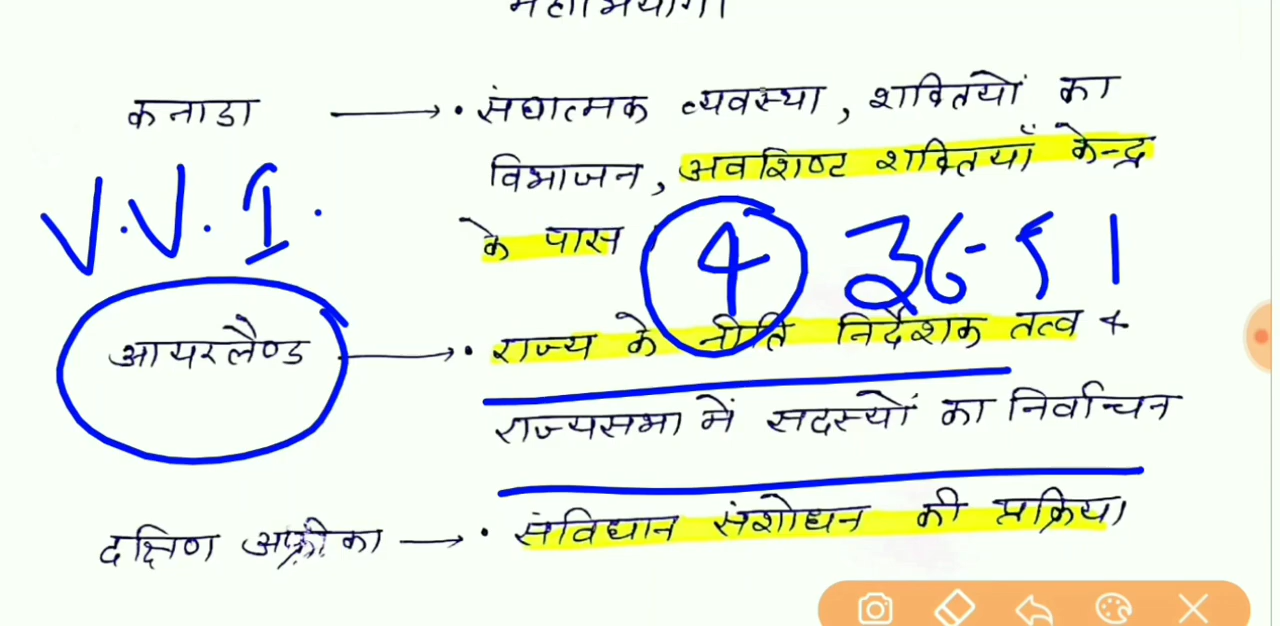 महाभियोग।
कनाडा → • संघात्मक व्यवस्था, शक्तियों का
विभाजन, अवशिष्ट शक्तियाँ केन्द्र
V.V.I.
के पास ④ 36-51
आयरलैण्ड → • राज्य के नीति निर्देशक तत्व &
राज्यसभा में सदस्यों का निर्वाचन
दक्षिण अफ्रीका → • संविधान संशोधन की प्रक्रिया